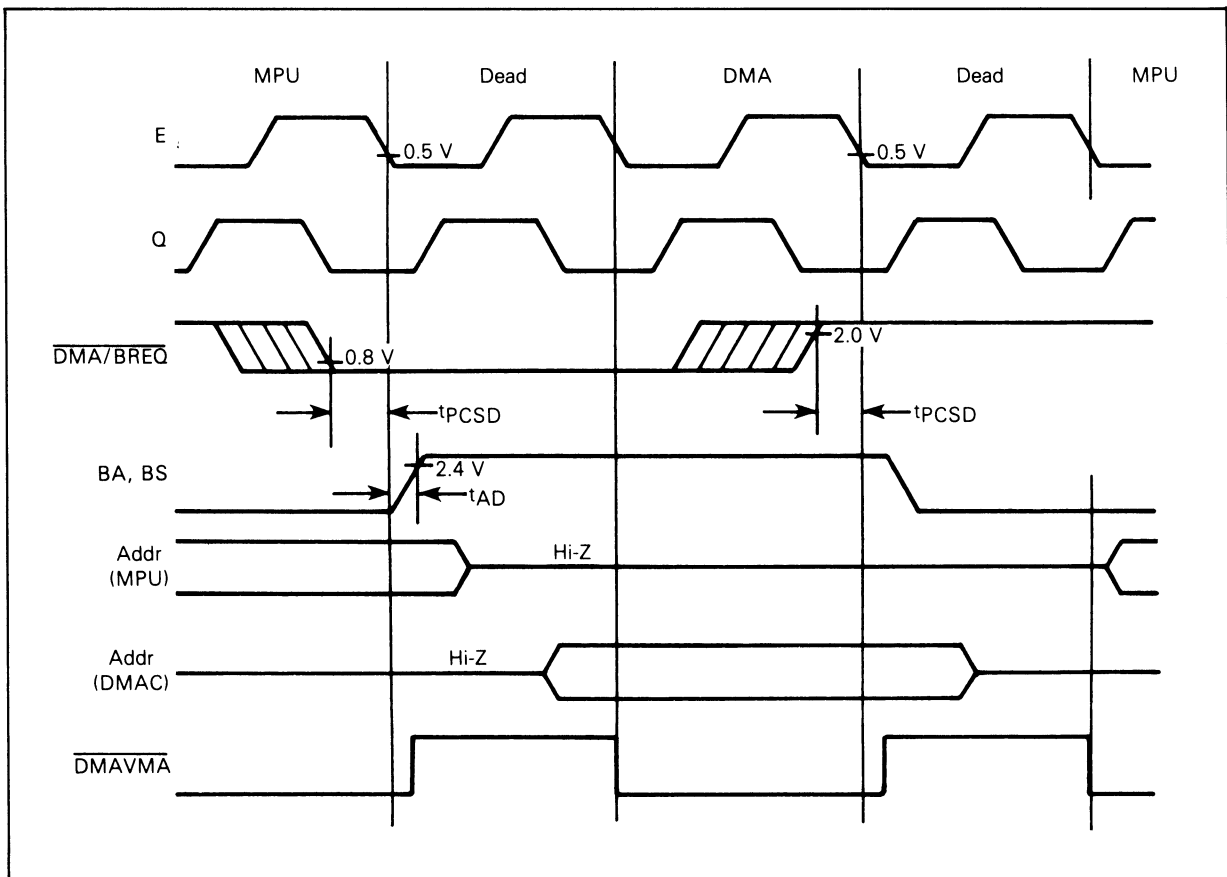 MPU Dead DMA Dead MPU
E
0.5 V 0.5 V
Q
DMA/BREQ
0.8 V 2.0 V
tPCSD tPCSD
BA, BS
2.4 V
tAD
Addr
(MPU)
Hi-Z
Addr
(DMAC)
Hi-Z
DMAVMA